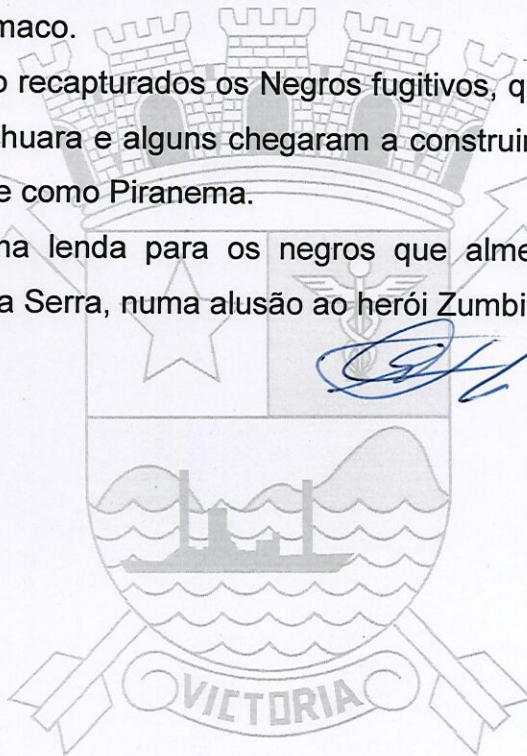 maco.
o recapturados os Negros fugitivos, q
huara e alguns chegaram a construir
e como Piranema.
na lenda para os negros que alme
a Serra, numa alusão ao herói Zumbi
VICTORIA